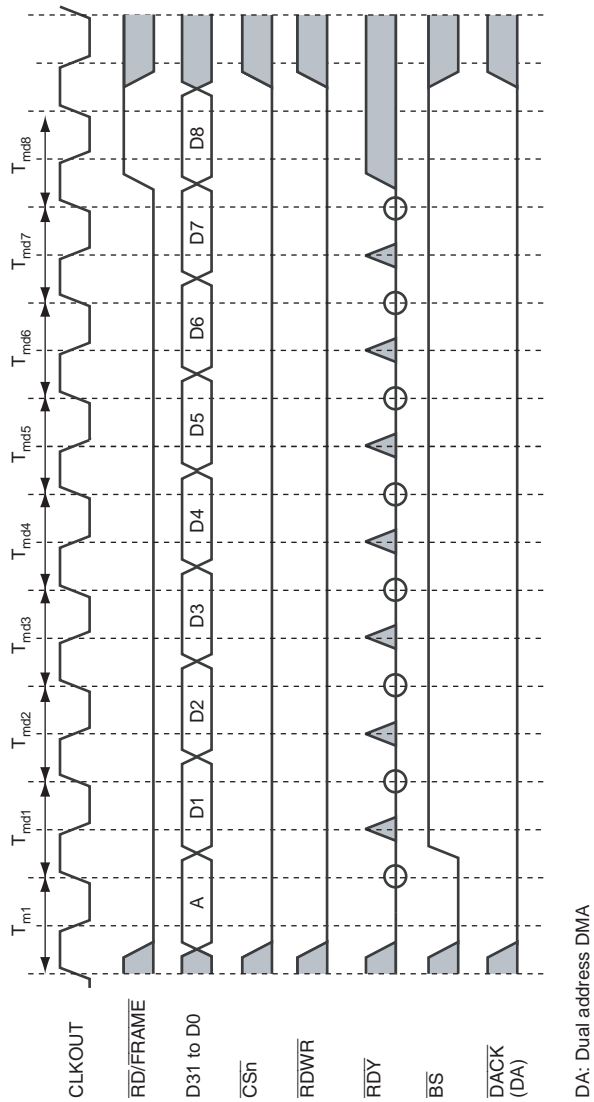 Tm1 Tmd1 Tmd2 Tmd3 Tmd4 Tmd5 Tmd6 Tmd7 Tmd8
CLKOUT
RD/FRAME
D31 to D0 A D1 D2 D3 D4 D5 D6 D7 D8
CSn
RDWR
RDY
BS
DACK
(DA)
DA: Dual address DMA